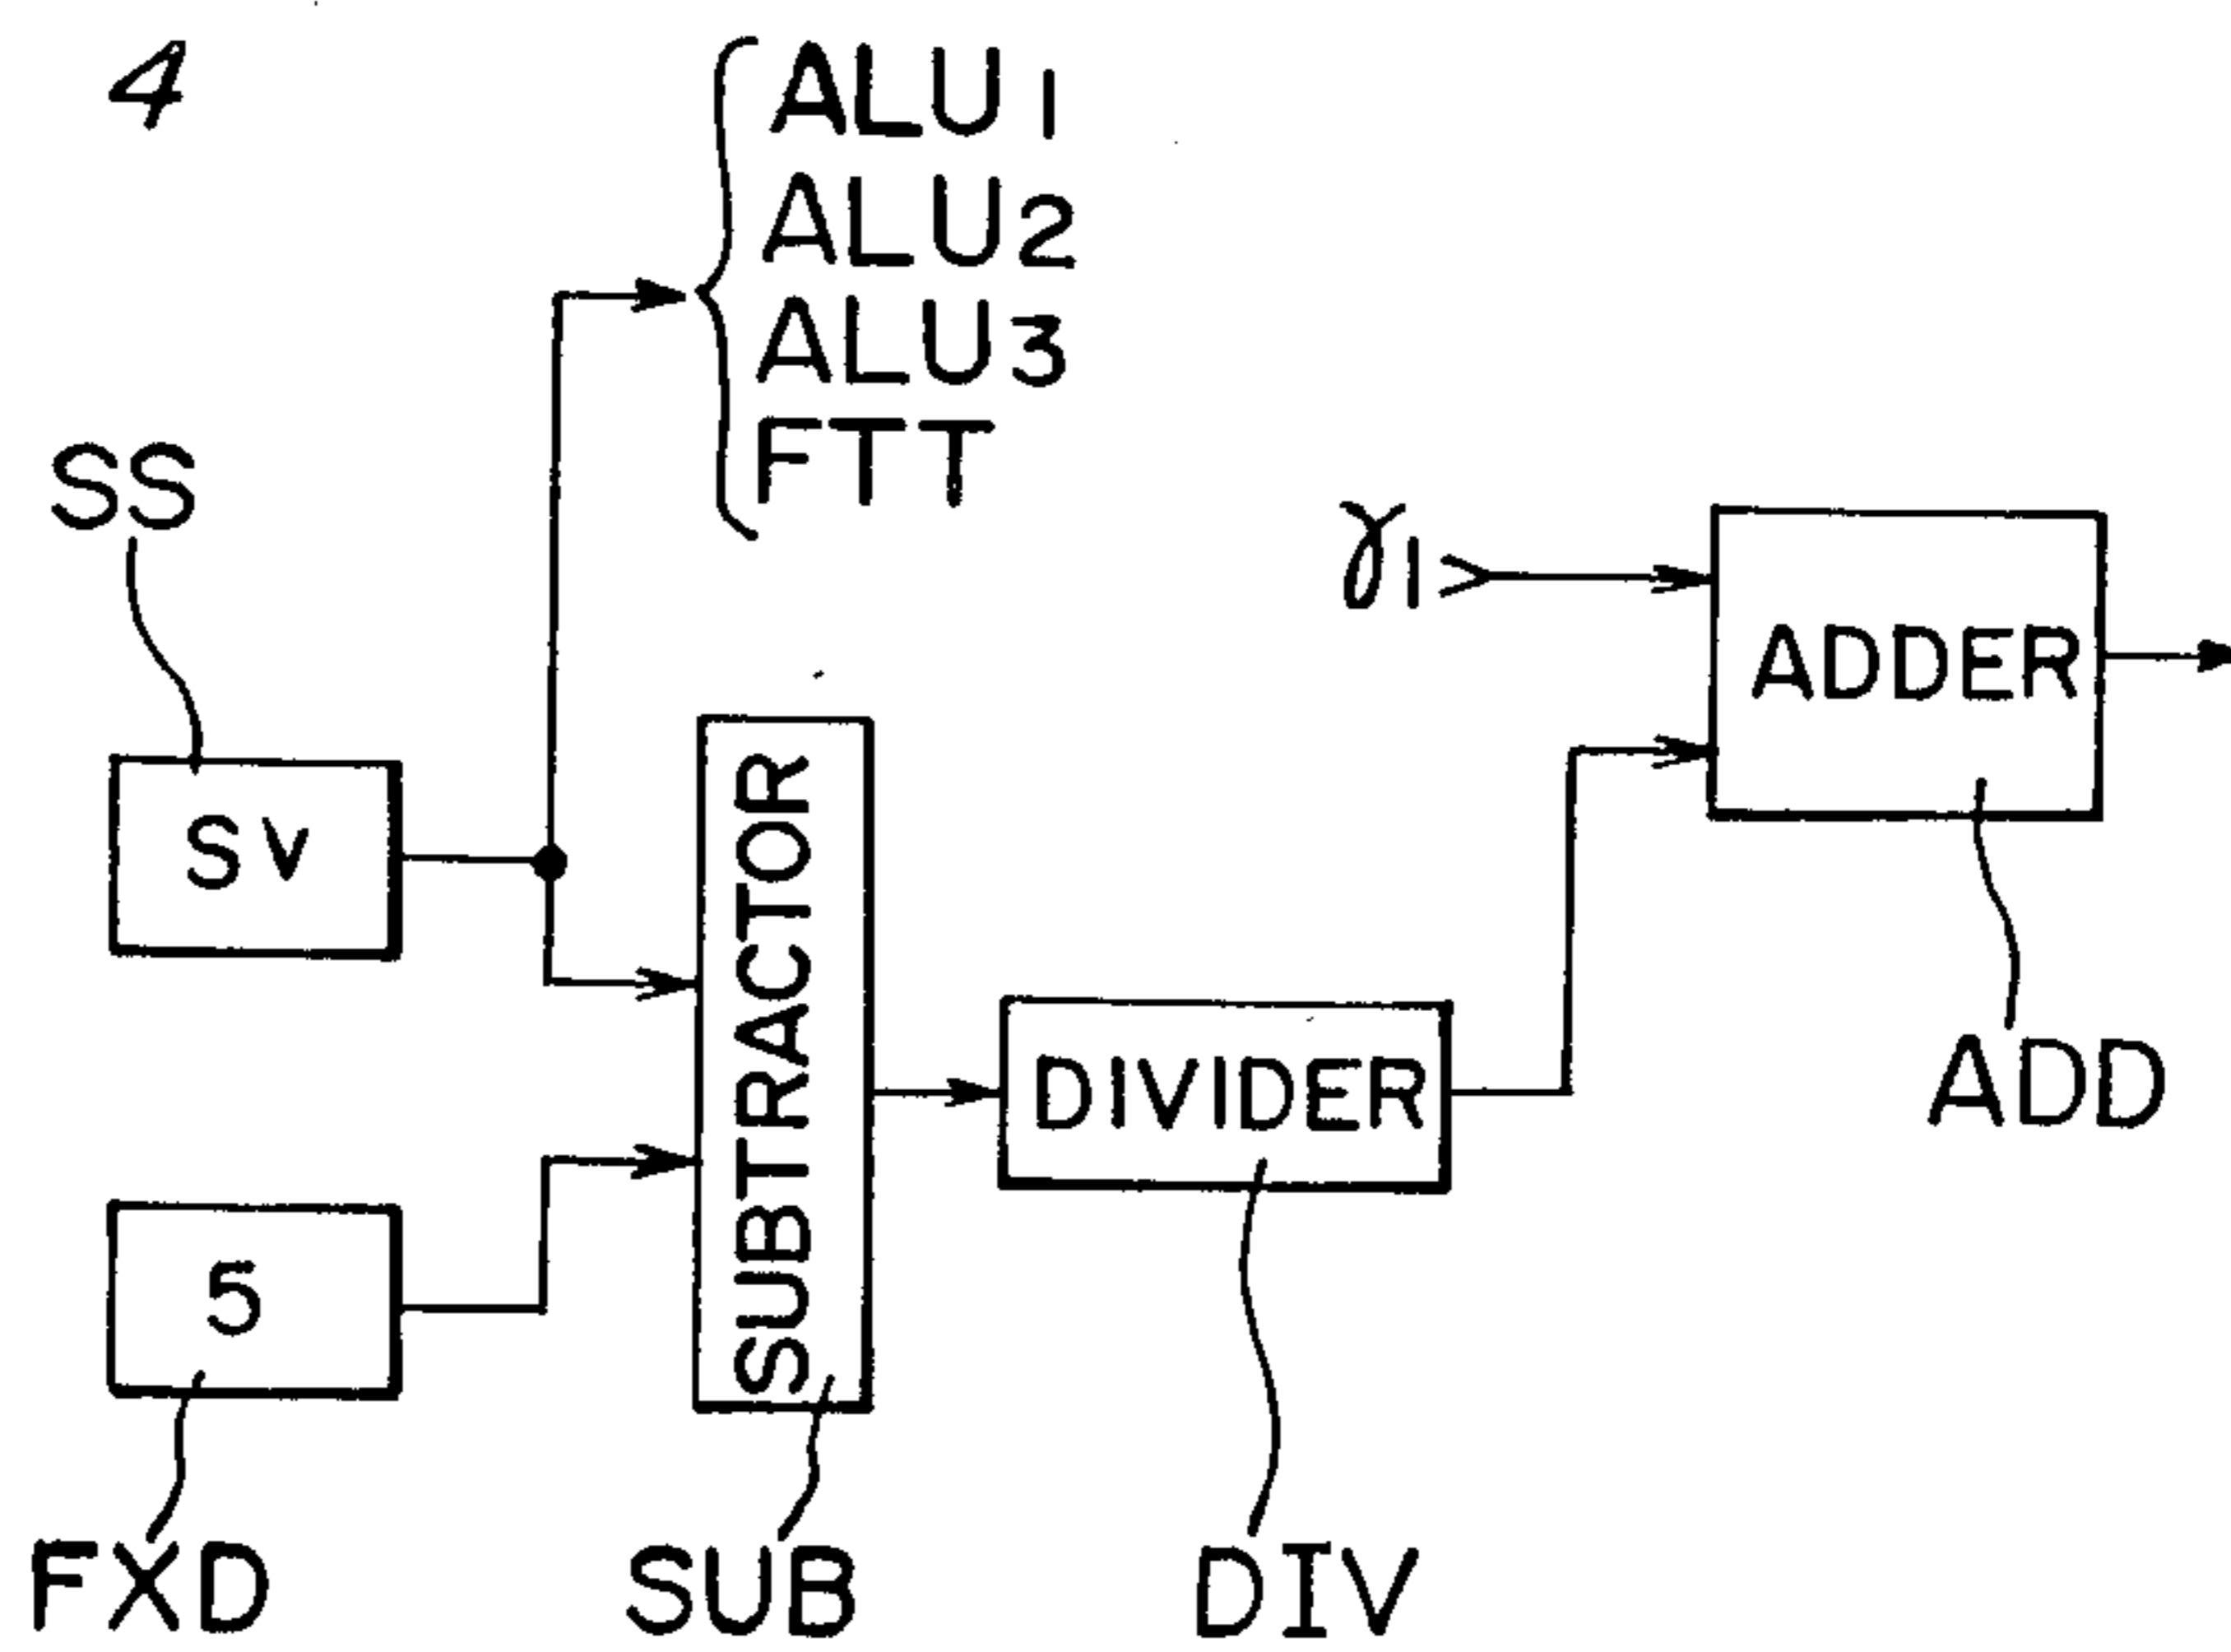 4
ALU1
ALU2
ALU3
FTT
SS
γ1
ADDER
SV
SUBTRACTOR
DIVIDER
ADD
5
FXD
SUB
DIV